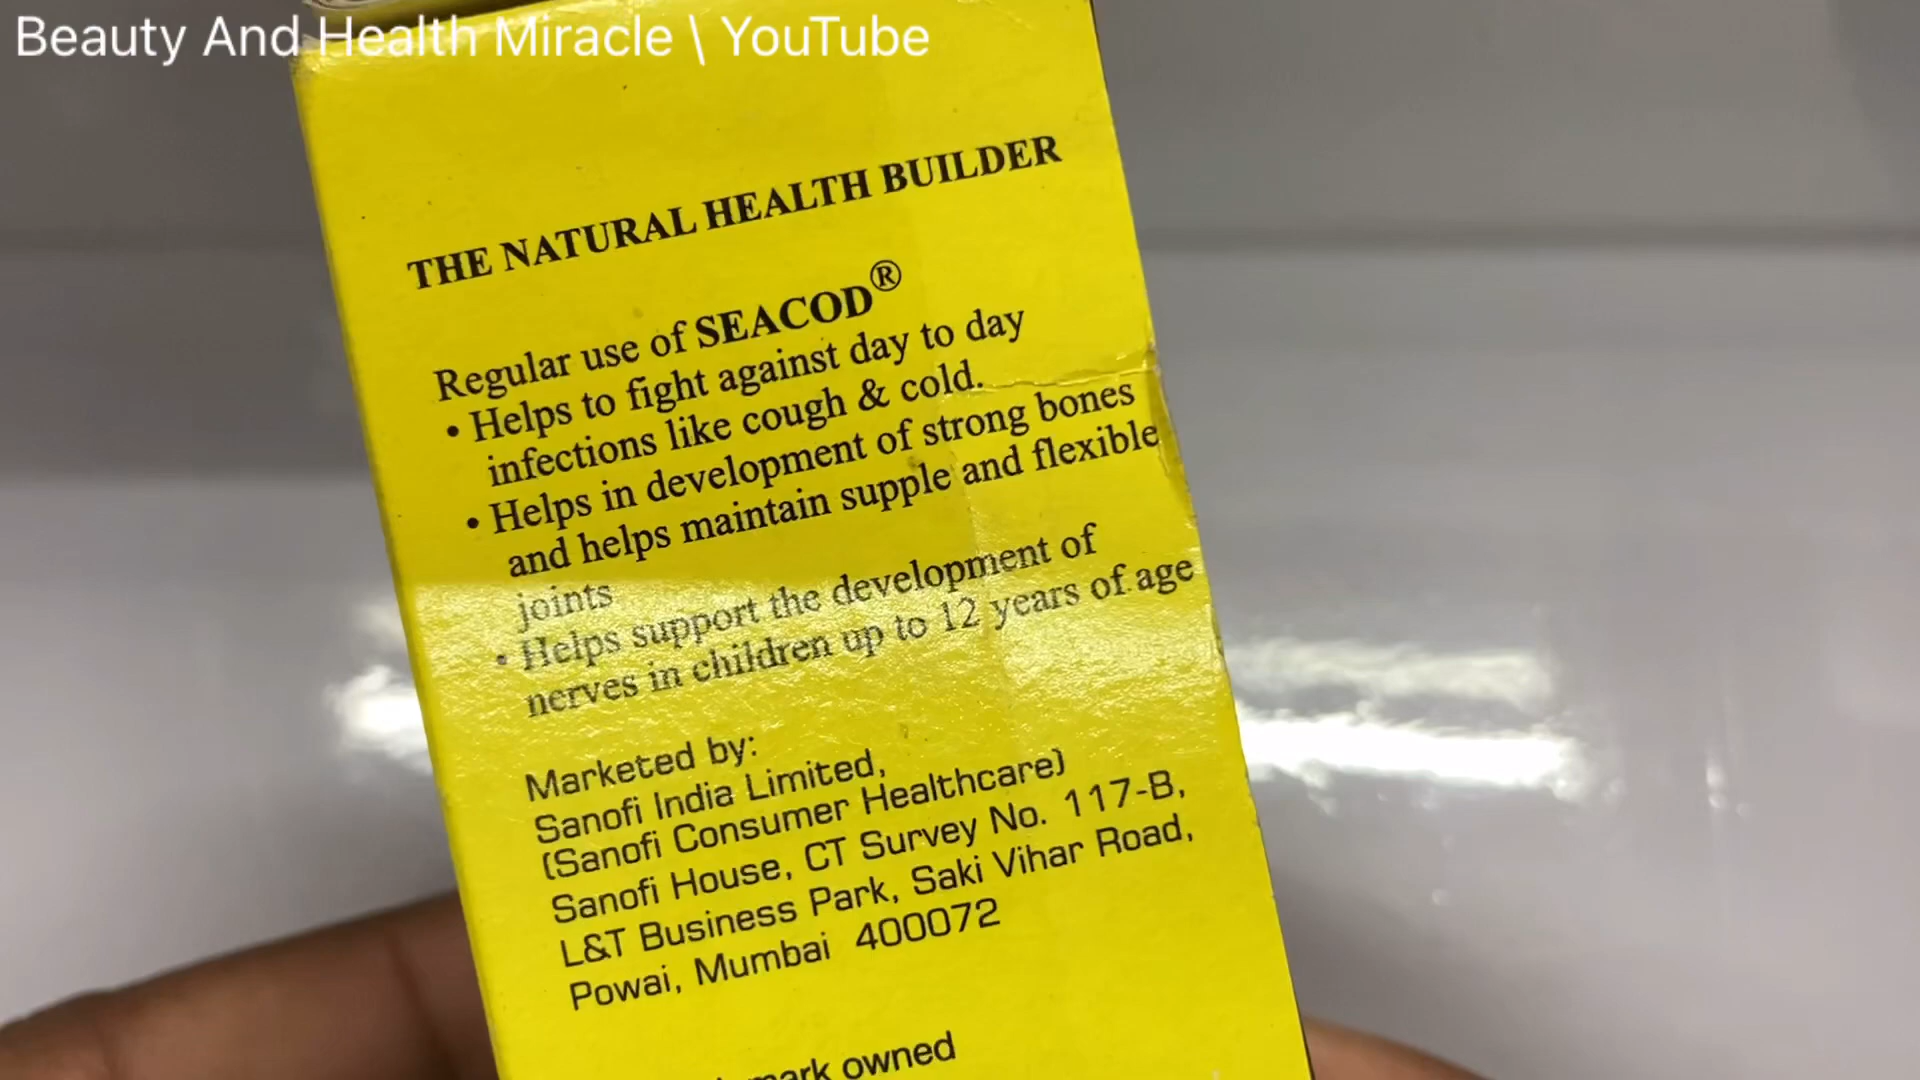 Beauty And Health Miracle \ YouTube
THE NATURAL HEALTH BUILDER
Regular use of SEACOD®
• Helps to fight against day to day
infections like cough & cold.
• Helps in development of strong bones
and helps maintain supple and flexible
joints
• Helps support the development of
nerves in children up to 12 years of age
Marketed by:
Sanofi India Limited,
(Sanofi Consumer Healthcare)
Sanofi House, CT Survey No. 117-B,
L&T Business Park, Saki Vihar Road,
Powai, Mumbai 400072
owned